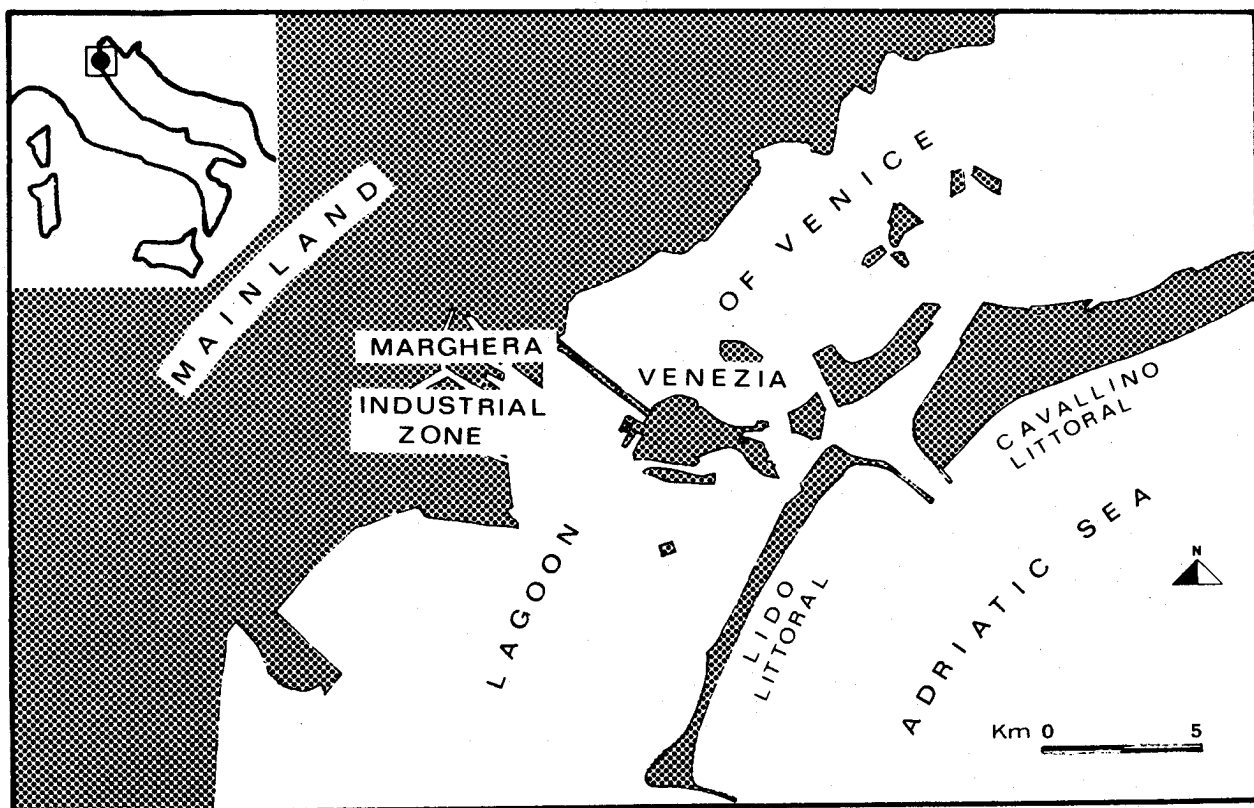 MAINLAND
MARGHERA
INDUSTRIAL
ZONE
LAGOON
OF VENICE
VENEZIA
CAVALLINO
LITTORAL
LIDO
LITTORAL
ADRIATIC SEA
N
Km 0 5